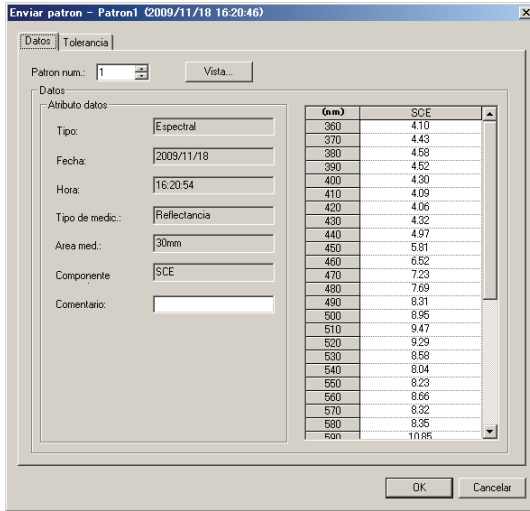 Enviar patron - Patron1 (2009/11/18 16:20:46)
Datos Tolerancia
Patron num.: 1 Vista...
Datos
Atributo datos
Tipo: Espectral
Fecha: 2009/11/18
Hora: 16:20:54
Tipo de medic.: Reflectancia
Area med.: 30mm
Componente SCE
Comentario:
(nm) SCE
360 4.10
370 4.43
380 4.58
390 4.52
400 4.30
410 4.09
420 4.06
430 4.32
440 4.97
450 5.81
460 6.52
470 7.23
480 7.69
490 8.31
500 8.95
510 9.47
520 9.29
530 8.58
540 8.04
550 8.23
560 8.66
570 8.32
580 8.35
590 10.85
OK Cancelar